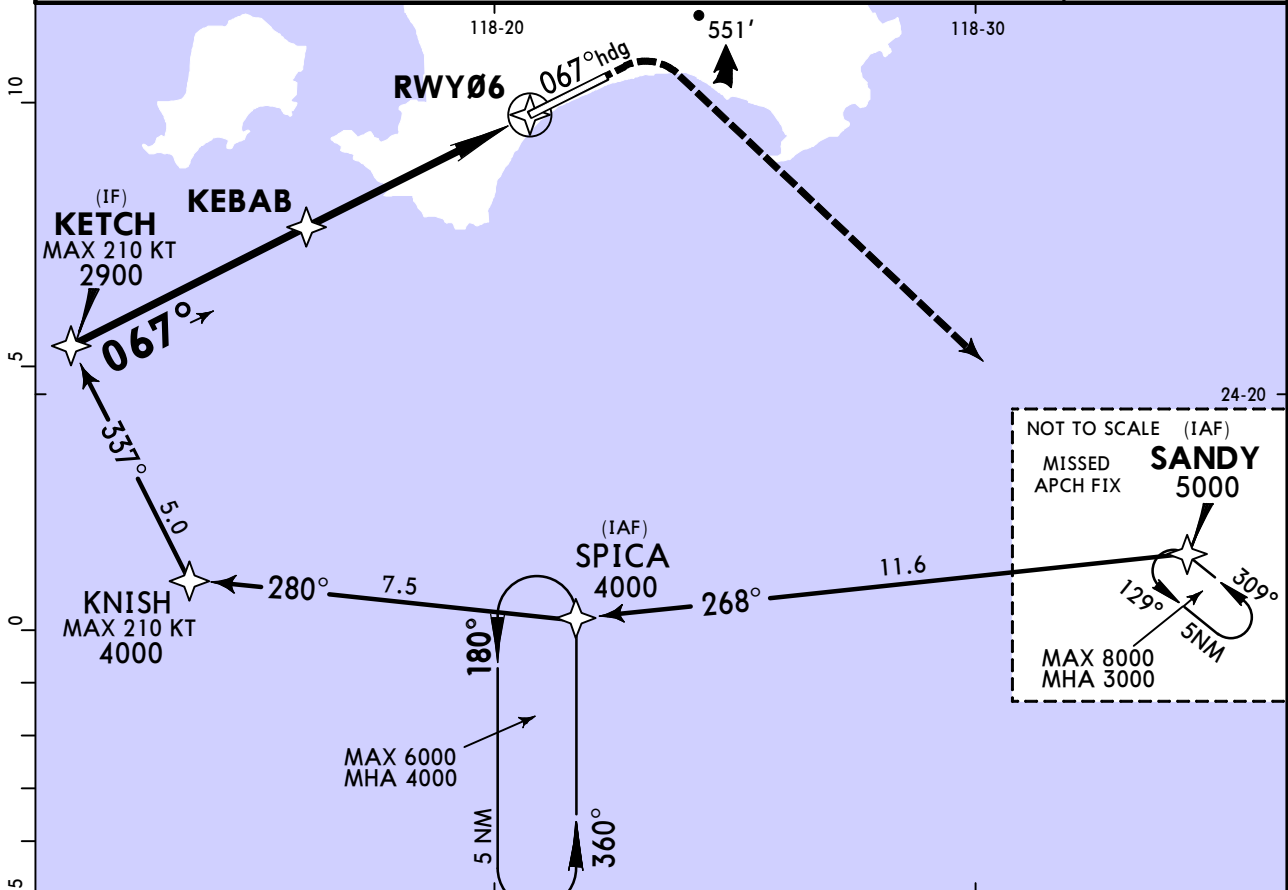 118-20
551'
118-30
10
067°hdg
RWYØ6
(IF)
KETCH
MAX 210 KT
2900
KEBAB
067°
5
24-20
NOT TO SCALE
(IAF)
SANDY
5000
MISSED
APCH FIX
337°
5.0
(IAF)
SPICA
4000
11.6
268°
7.5
280°
KNISH
MAX 210 KT
4000
129°
309°
5NM
MAX 8000
MHA 3000
0
180°
MAX 6000
MHA 4000
5 NM
360°
5